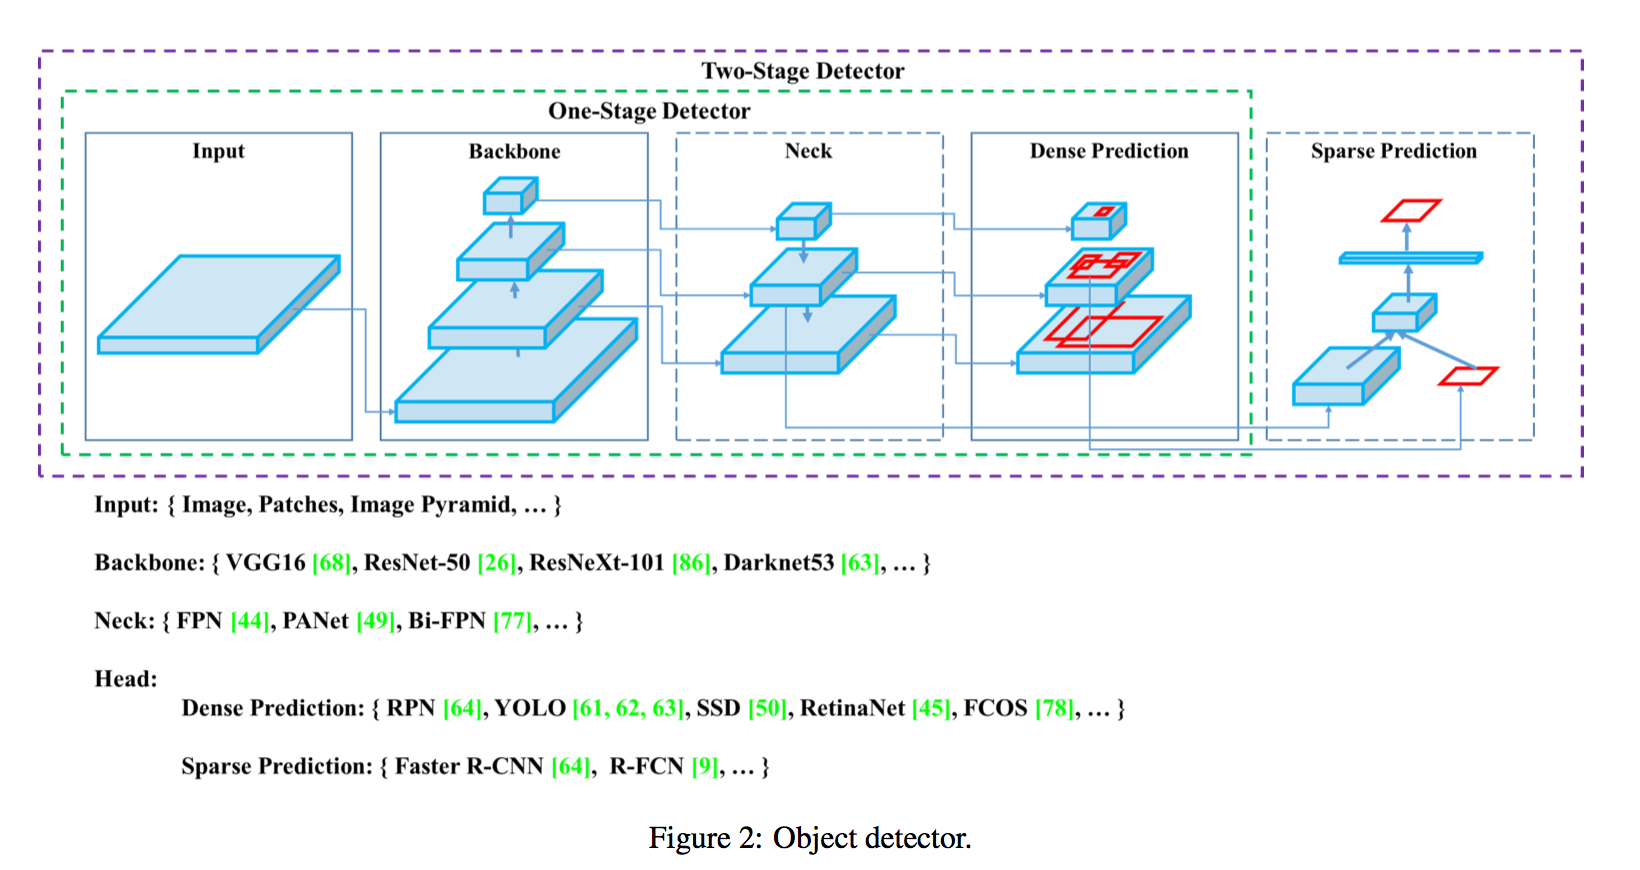 Two-Stage Detector
One-Stage Detector
Input
Backbone
Neck
Dense Prediction
Sparse Prediction
Input: { Image, Patches, Image Pyramid, … }
Backbone: { VGG16 [68], ResNet-50 [26], ResNeXt-101 [86], Darknet53 [63], … }
Neck: { FPN [44], PANet [49], Bi-FPN [77], … }
Head:
Dense Prediction: { RPN [64], YOLO [61, 62, 63], SSD [50], RetinaNet [45], FCOS [78], … }
Sparse Prediction: { Faster R-CNN [64], R-FCN [9], … }
Figure 2: Object detector.